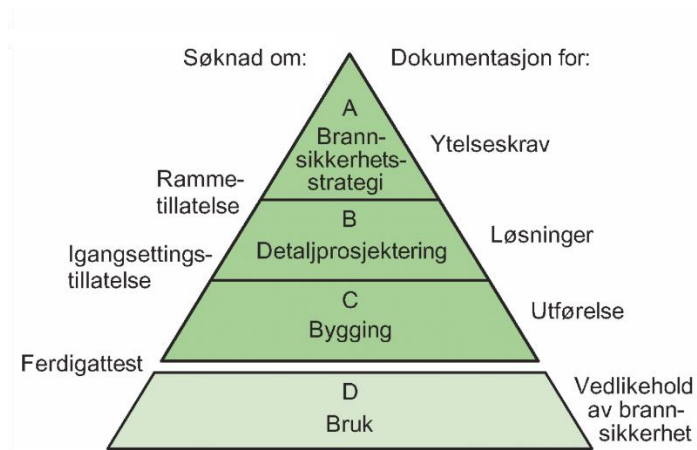 Søknad om:
Dokumentasjon for:
A
Brann-
sikkerhets-
strategi
Ytelseskrav
Ramme-
tillatelse
B
Detaljprosjektering
Løsninger
Igangsettings-
tillatelse
C
Bygging
Utførelse
Ferdigattest
D
Bruk
Vedlikehold
av brann-
sikkerhet